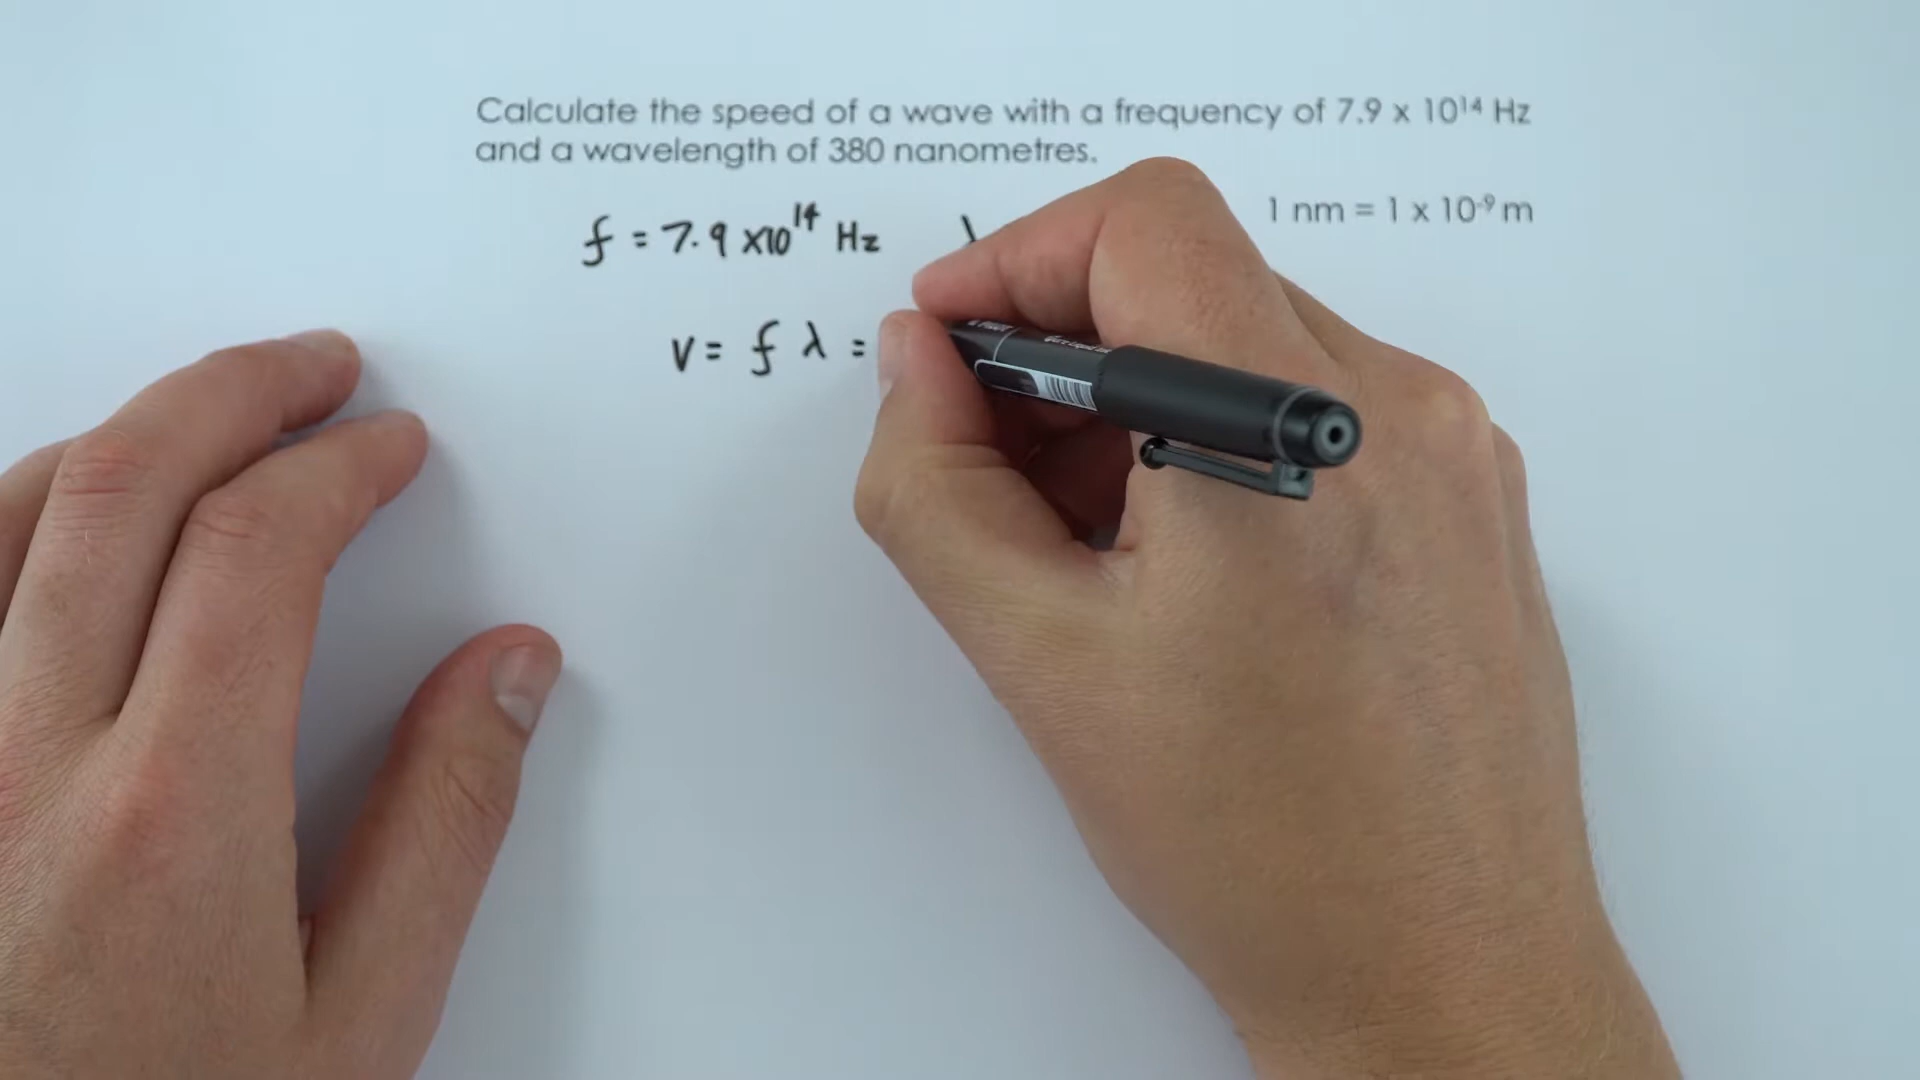 Calculate the speed of a wave with a frequency of 7.9 x 10¹⁴ Hz
and a wavelength of 380 nanometres.
1 nm = 1 x 10⁻⁹ m
f = 7.9 x10¹⁴ Hz λ
v = f λ =